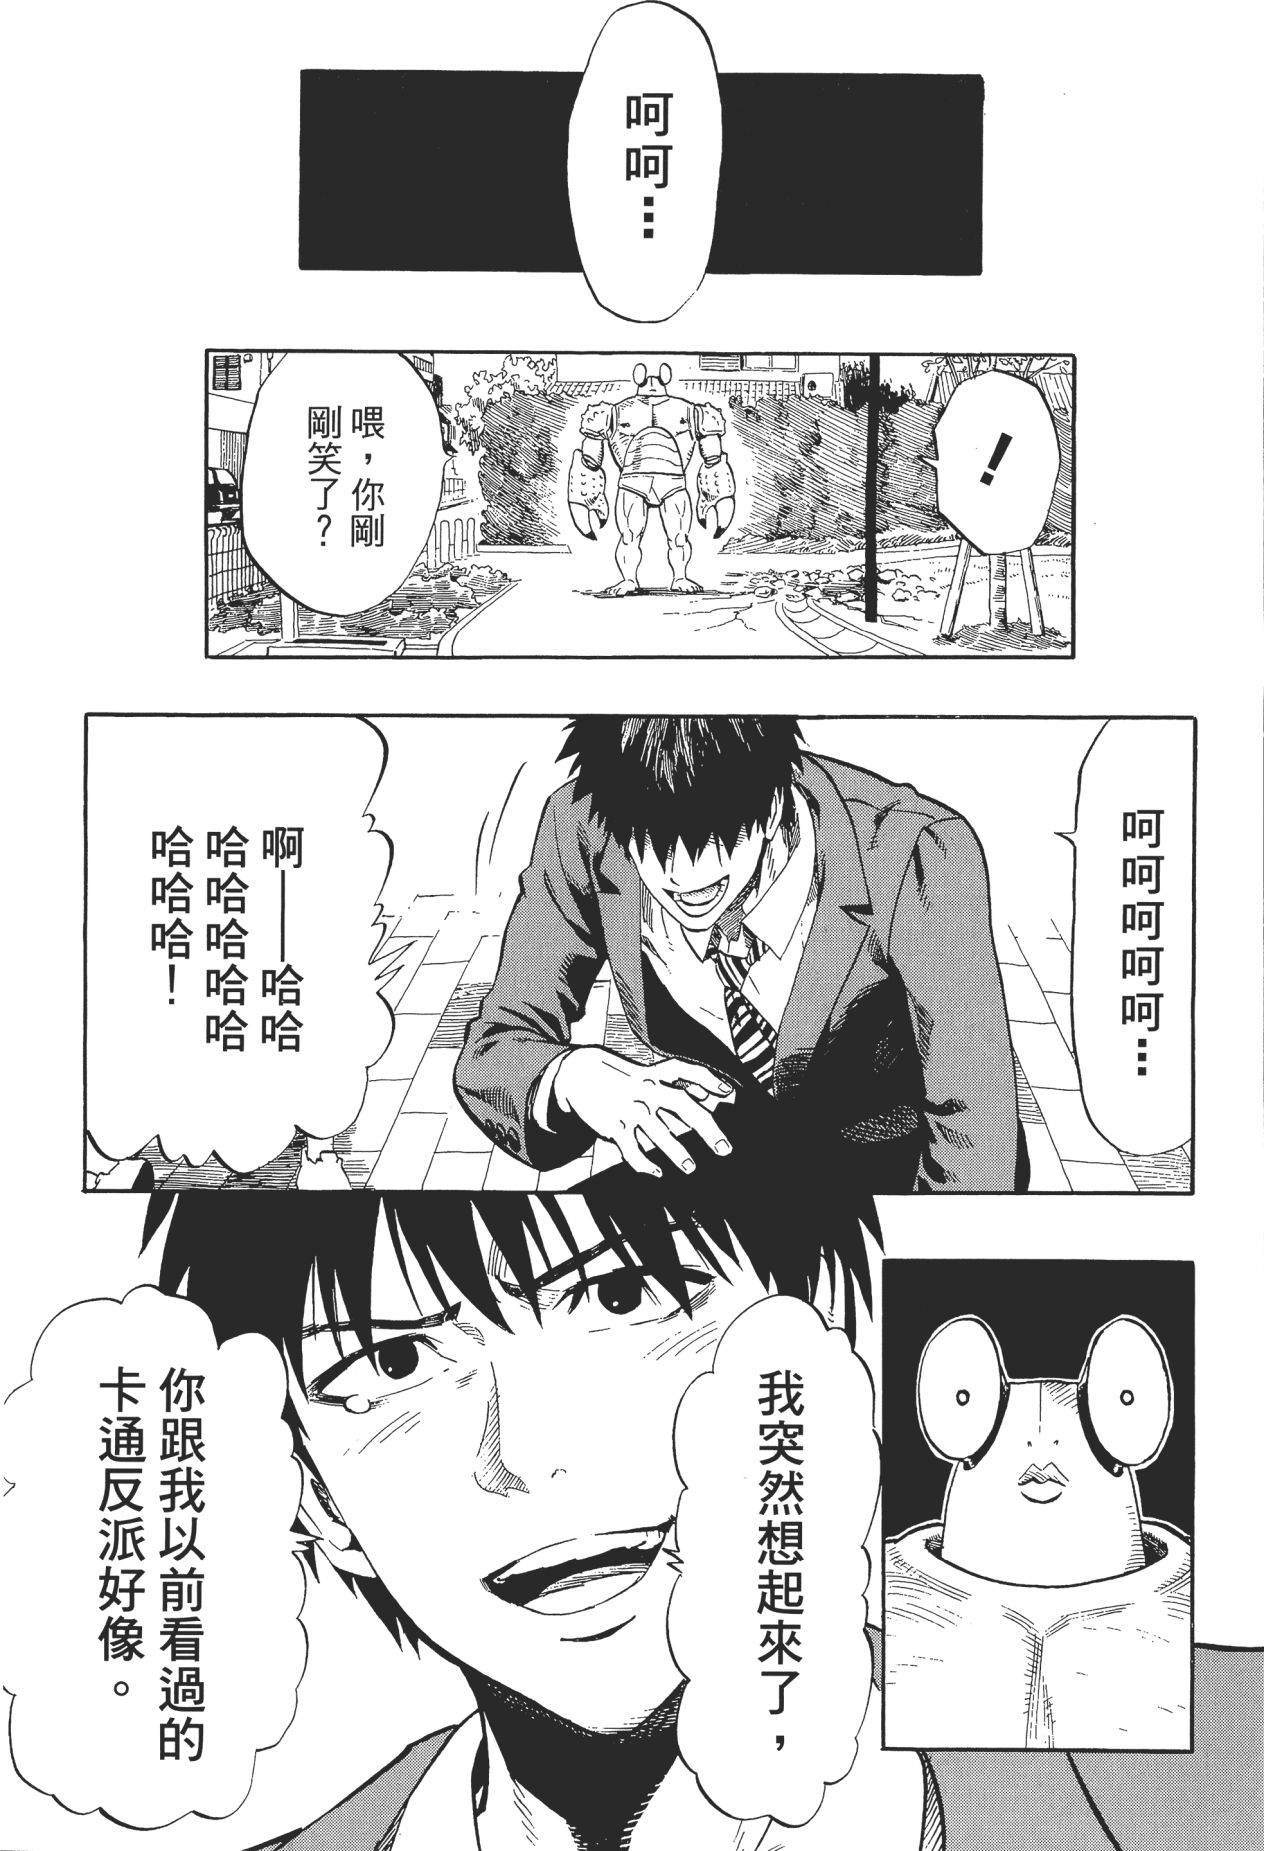 呵呵…
！
喂，你剛
剛笑了？
呵呵呵呵呵…
啊——哈哈
哈哈哈哈哈
哈哈哈！
我突然想起來了，
你跟我以前看過的
卡通反派好像。